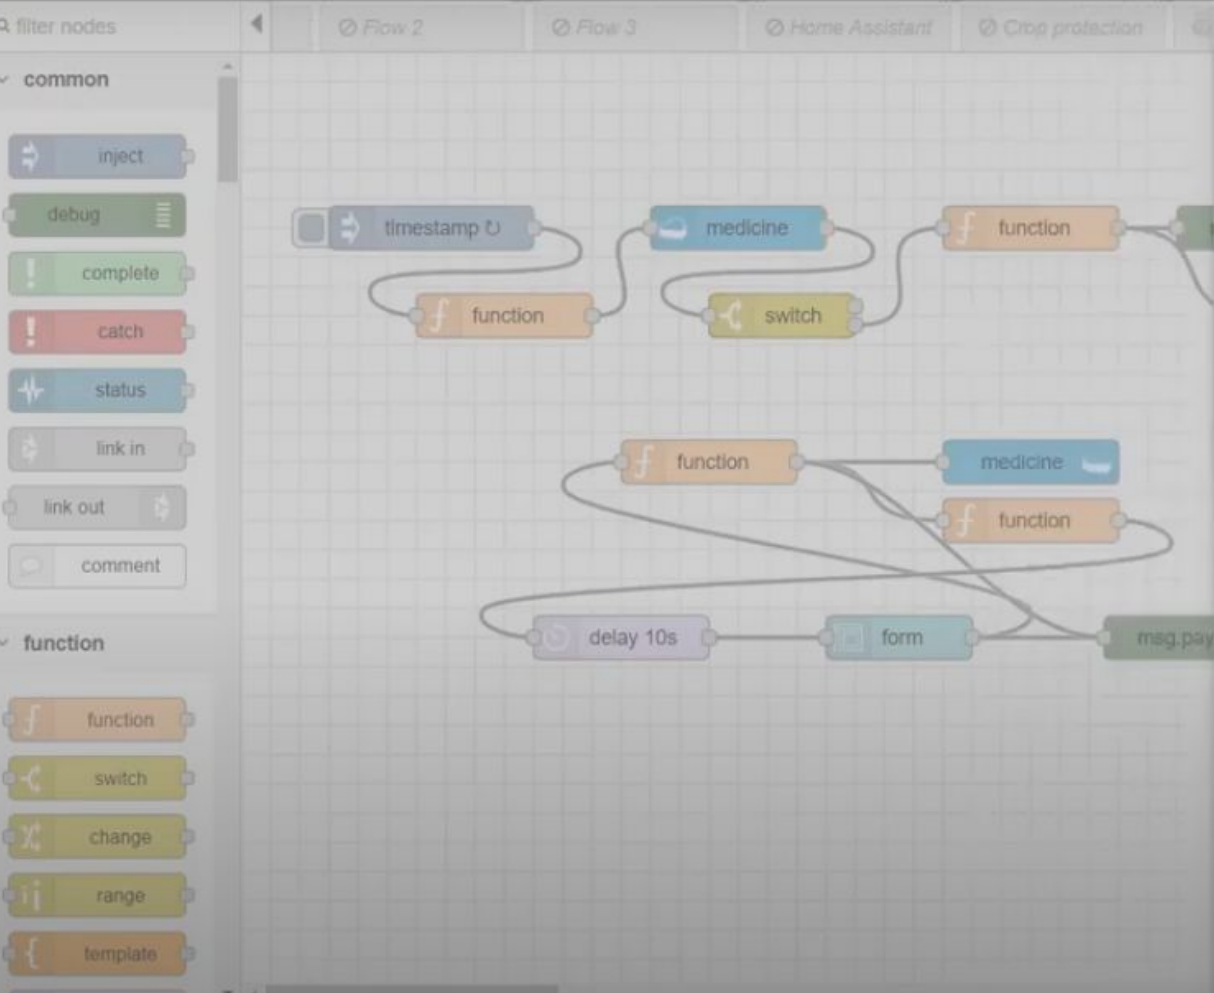 filter nodes
Flow 2
Flow 3
Home Assistant
Crop protection
common
inject
debug
complete
catch
status
link in
link out
comment
function
function
switch
change
range
template
timestamp ↻
medicine
function
function
switch
function
medicine
function
delay 10s
form
msg.pay